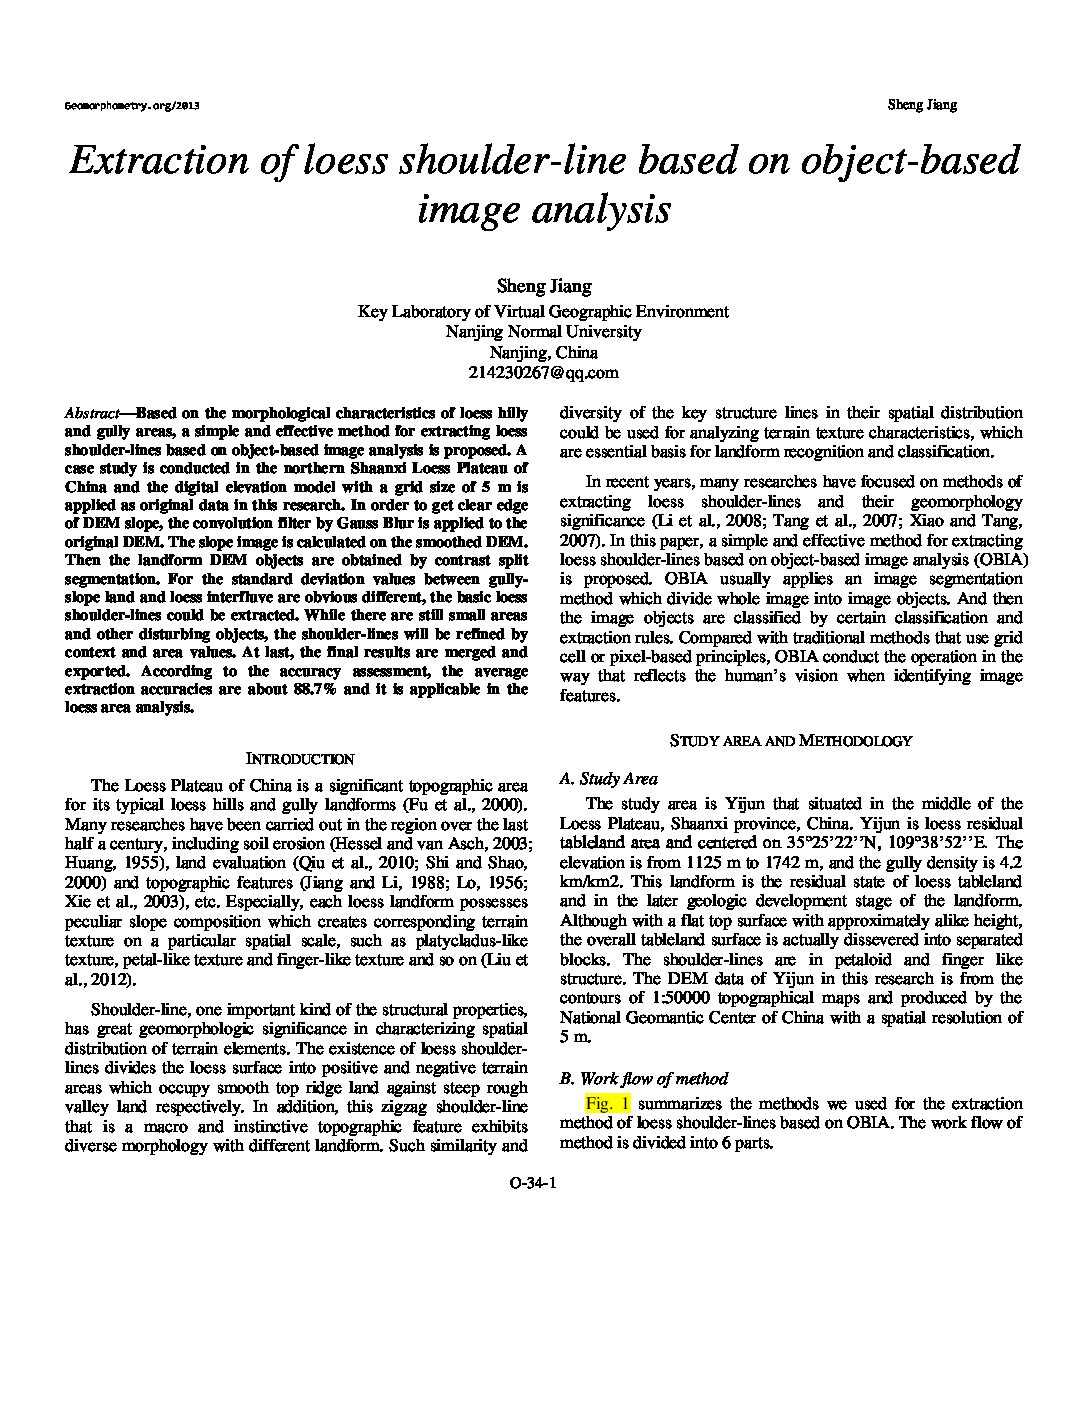 Geomorphometry.org/2013
Sheng Jiang
Extraction of loess shoulder-line based on object-based
image analysis
Sheng Jiang
Key Laboratory of Virtual Geographic Environment
Nanjing Normal University
Nanjing, China
214230267@qq.com
Abstract—Based on the morphological characteristics of loess hilly
and gully areas, a simple and effective method for extracting loess
shoulder-lines based on object-based image analysis is proposed. A
case study is conducted in the northern Shaanxi Loess Plateau of
China and the digital elevation model with a grid size of 5 m is
applied as original data in this research. In order to get clear edge
of DEM slope, the convolution filter by Gauss Blur is applied to the
original DEM. The slope image is calculated on the smoothed DEM.
Then the landform DEM objects are obtained by contrast split
segmentation. For the standard deviation values between gully-
slope land and loess interfluve are obvious different, the basic loess
shoulder-lines could be extracted. While there are still small areas
and other disturbing objects, the shoulder-lines will be refined by
context and area values. At last, the final results are merged and
exported. According to the accuracy assessment, the average
extraction accuracies are about 88.7% and it is applicable in the
loess area analysis.
INTRODUCTION
The Loess Plateau of China is a significant topographic area
for its typical loess hills and gully landforms (Fu et al., 2000).
Many researches have been carried out in the region over the last
half a century, including soil erosion (Hessel and van Asch, 2003;
Huang, 1955), land evaluation (Qiu et al., 2010; Shi and Shao,
2000) and topographic features (Jiang and Li, 1988; Lo, 1956;
Xie et al., 2003), etc. Especially, each loess landform possesses
peculiar slope composition which creates corresponding terrain
texture on a particular spatial scale, such as platycladus-like
texture, petal-like texture and finger-like texture and so on (Liu et
al., 2012).
Shoulder-line, one important kind of the structural properties,
has great geomorphologic significance in characterizing spatial
distribution of terrain elements. The existence of loess shoulder-
lines divides the loess surface into positive and negative terrain
areas which occupy smooth top ridge land against steep rough
valley land respectively. In addition, this zigzag shoulder-line
that is a macro and instinctive topographic feature exhibits
diverse morphology with different landform. Such similarity and
diversity of the key structure lines in their spatial distribution
could be used for analyzing terrain texture characteristics, which
are essential basis for landform recognition and classification.
In recent years, many researches have focused on methods of
extracting loess shoulder-lines and their geomorphology
significance (Li et al., 2008; Tang et al., 2007; Xiao and Tang,
2007). In this paper, a simple and effective method for extracting
loess shoulder-lines based on object-based image analysis (OBIA)
is proposed. OBIA usually applies an image segmentation
method which divide whole image into image objects. And then
the image objects are classified by certain classification and
extraction rules. Compared with traditional methods that use grid
cell or pixel-based principles, OBIA conduct the operation in the
way that reflects the human's vision when identifying image
features.
STUDY AREA AND METHODOLOGY
A. Study Area
The study area is Yijun that situated in the middle of the
Loess Plateau, Shaanxi province, China. Yijun is loess residual
tableland area and centered on 35°25'22''N, 109°38'52''E. The
elevation is from 1125 m to 1742 m, and the gully density is 4.2
km/km2. This landform is the residual state of loess tableland
and in the later geologic development stage of the landform.
Although with a flat top surface with approximately alike height,
the overall tableland surface is actually dissevered into separated
blocks. The shoulder-lines are in petaloid and finger like
structure. The DEM data of Yijun in this research is from the
contours of 1:50000 topographical maps and produced by the
National Geomantic Center of China with a spatial resolution of
5 m.
B. Work flow of method
Fig. 1 summarizes the methods we used for the extraction
method of loess shoulder-lines based on OBIA. The work flow of
method is divided into 6 parts.
O-34-1